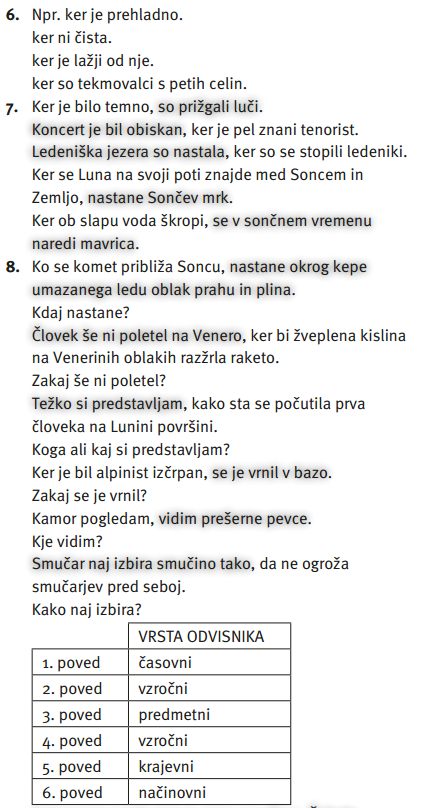 6. Npr. ker je prehladno.
ker ni čista.
ker je lažji od nje.
ker so tekmovalci s petih celin.
7. Ker je bilo temno, so prižgali luči.
Koncert je bil obiskan, ker je pel znani tenorist.
Ledeniška jezera so nastala, ker so se stopili ledeniki.
Ker se Luna na svoji poti znajde med Soncem in
Zemljo, nastane Sončev mrk.
Ker ob slapu voda škropi, se v sončnem vremenu
naredi mavrica.
8. Ko se komet približa Soncu, nastane okrog kepe
umazanega ledu oblak prahu in plina.
Kdaj nastane?
Človek še ni poletel na Venero, ker bi žveplena kislina
na Venerinih oblakih razžrla raketo.
Zakaj še ni poletel?
Težko si predstavljam, kako sta se počutila prva
človeka na Lunini površini.
Koga ali kaj si predstavljam?
Ker je bil alpinist izčrpan, se je vrnil v bazo.
Zakaj se je vrnil?
Kamor pogledam, vidim prešerne pevce.
Kje vidim?
Smučar naj izbira smučino tako, da ne ogroža
smučarjev pred seboj.
Kako naj izbira?
VRSTA ODVISNIKA
1. poved časovni
2. poved vzročni
3. poved predmetni
4. poved vzročni
5. poved krajevni
6. poved načinovni